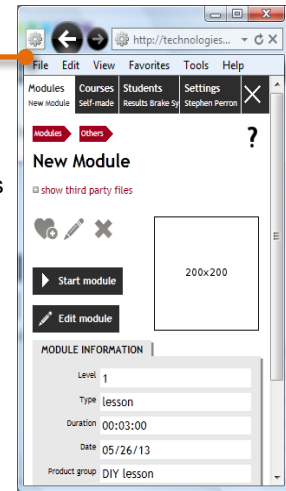 http://technologies...
File Edit View Favorites Tools Help
Modules Courses Students Settings
New Module Self-made Results Brake Sy Stephen Perron
Modules Others ?
New Module
show third party files
s
200x200
Start module
Edit module
MODULE INFORMATION
Level 1
Type lesson
Duration 00:03:00
Date 05/26/13
Product group DIY lesson